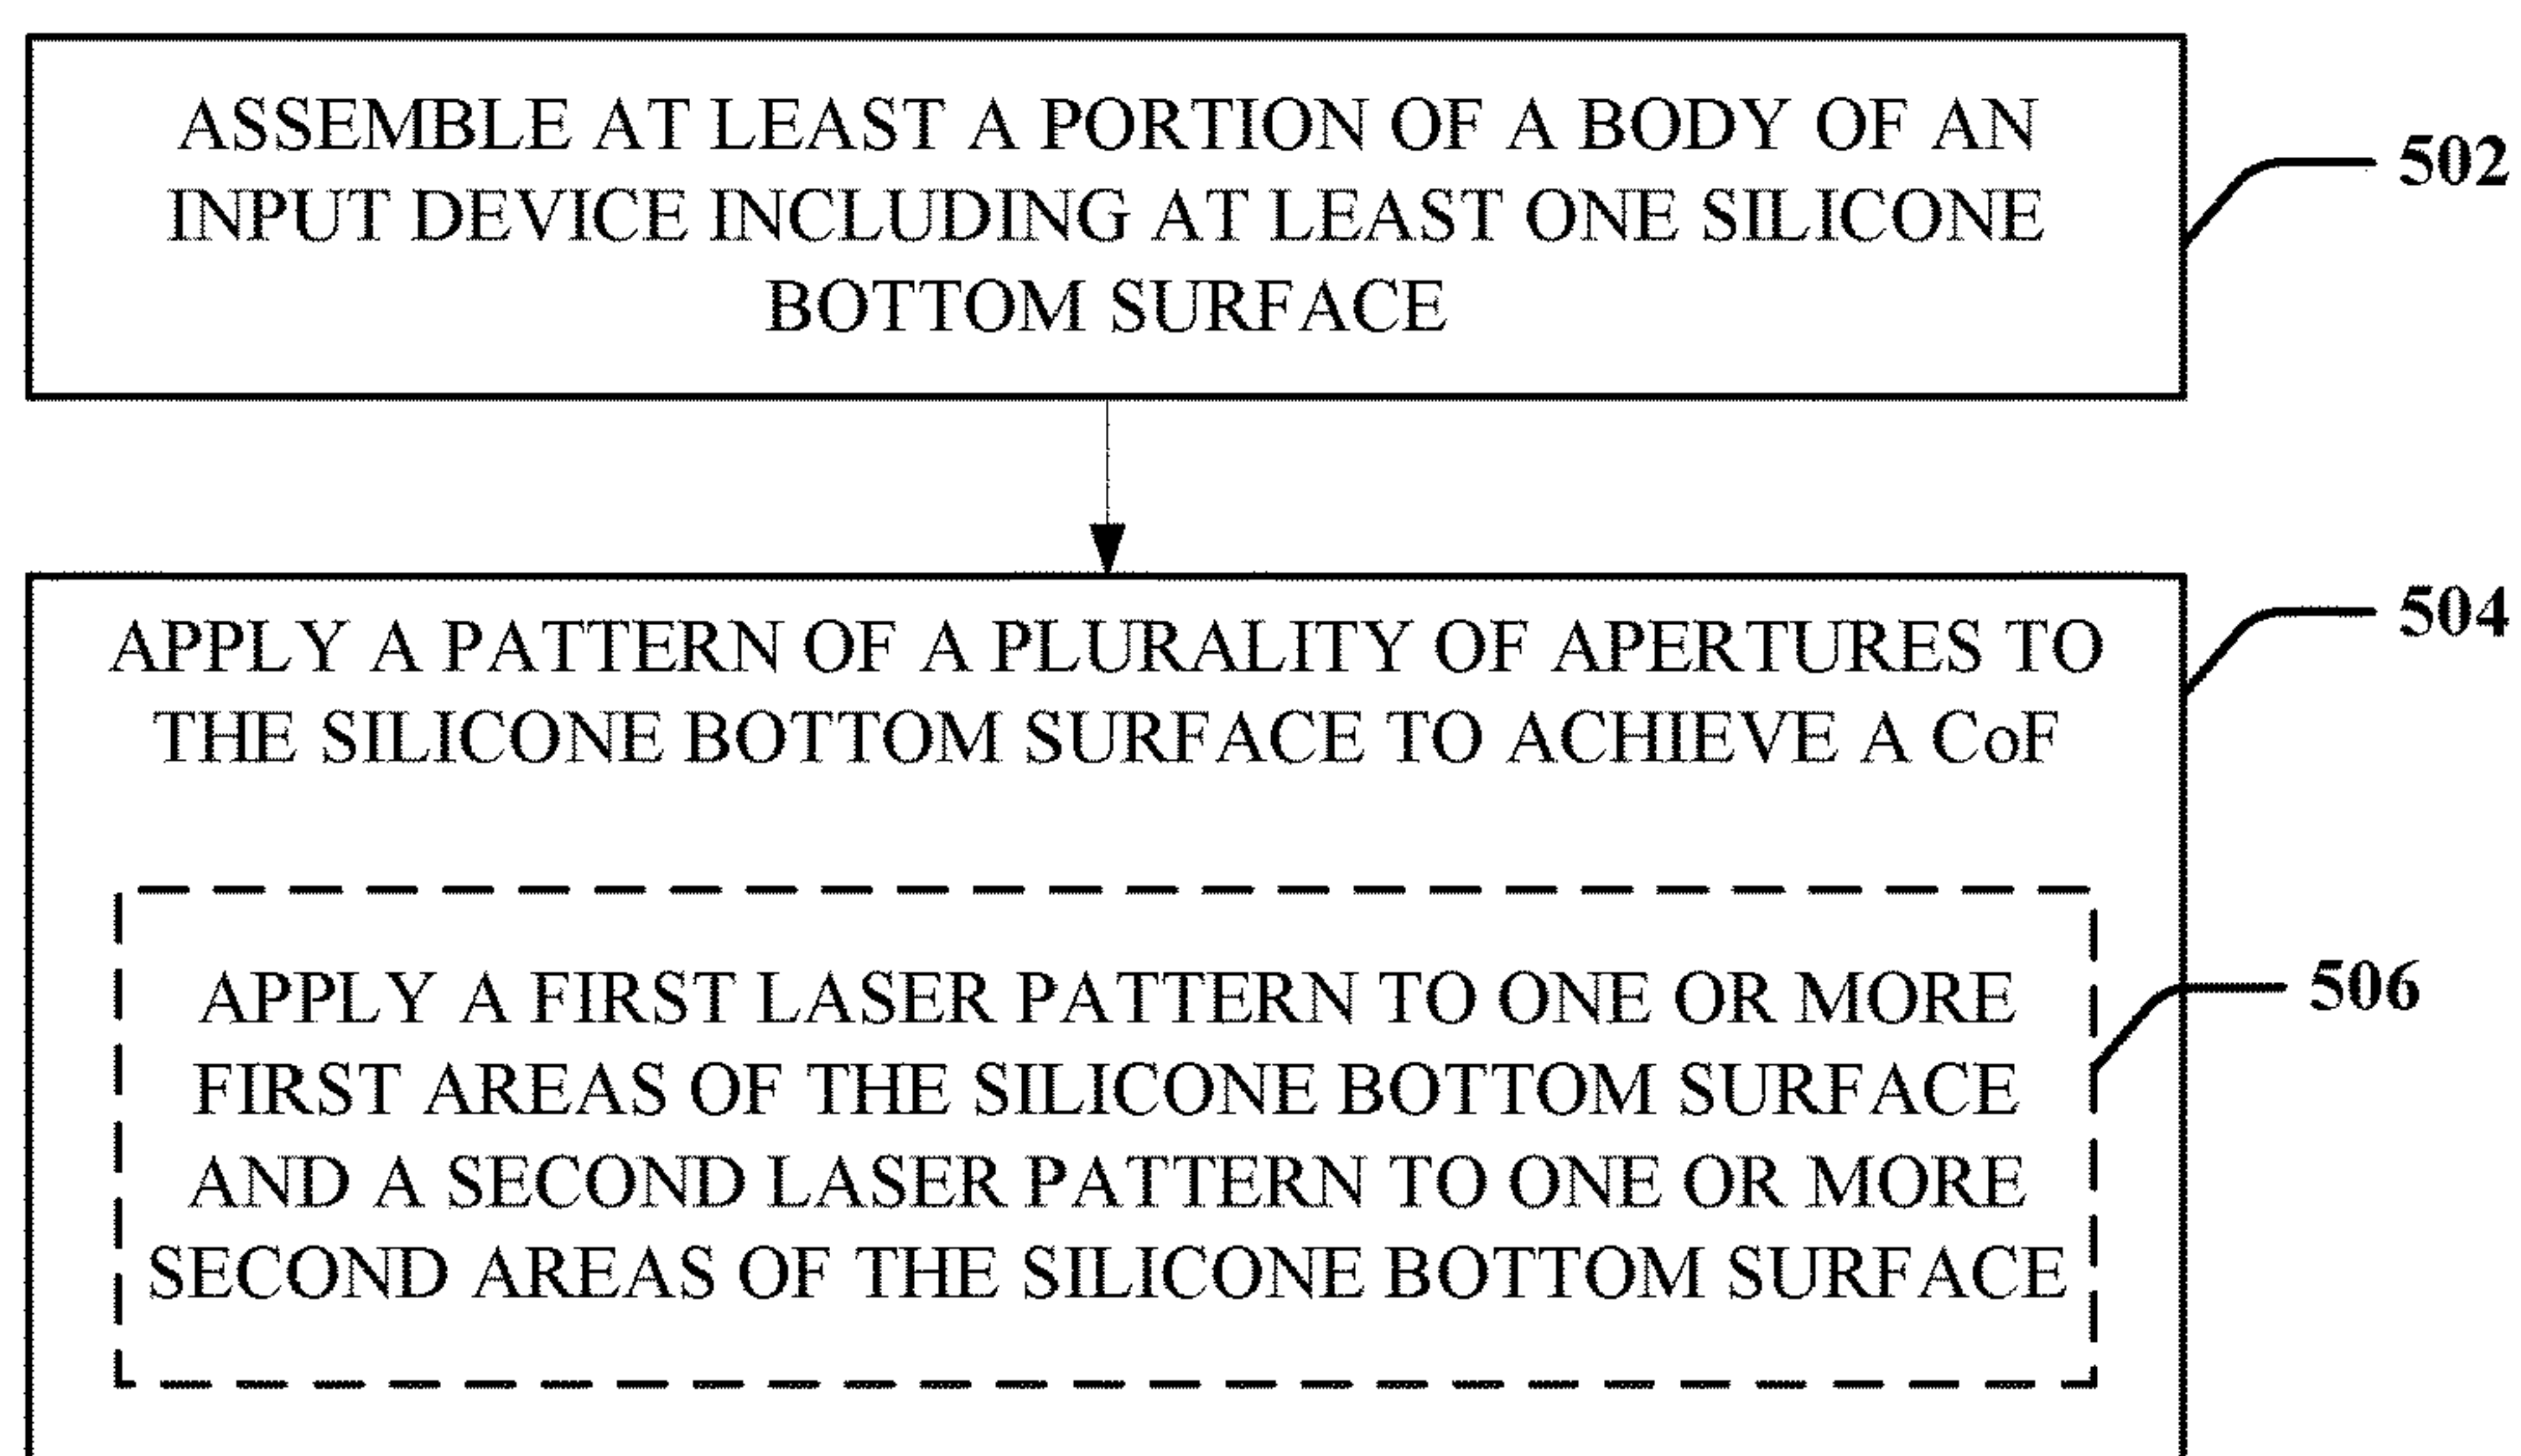 ASSEMBLE AT LEAST A PORTION OF A BODY OF AN
INPUT DEVICE INCLUDING AT LEAST ONE SILICONE
BOTTOM SURFACE
502
APPLY A PATTERN OF A PLURALITY OF APERTURES TO
THE SILICONE BOTTOM SURFACE TO ACHIEVE A CoF
504
APPLY A FIRST LASER PATTERN TO ONE OR MORE
FIRST AREAS OF THE SILICONE BOTTOM SURFACE
AND A SECOND LASER PATTERN TO ONE OR MORE
SECOND AREAS OF THE SILICONE BOTTOM SURFACE
506